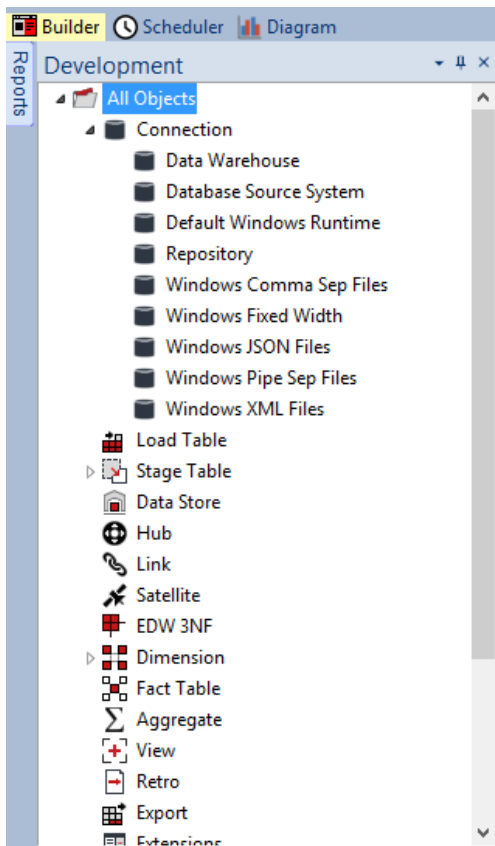 Builder Scheduler Diagram
Reports
Development
All Objects
Connection
Data Warehouse
Database Source System
Default Windows Runtime
Repository
Windows Comma Sep Files
Windows Fixed Width
Windows JSON Files
Windows Pipe Sep Files
Windows XML Files
Load Table
Stage Table
Data Store
Hub
Link
Satellite
EDW 3NF
Dimension
Fact Table
Aggregate
View
Retro
Export
Extensions